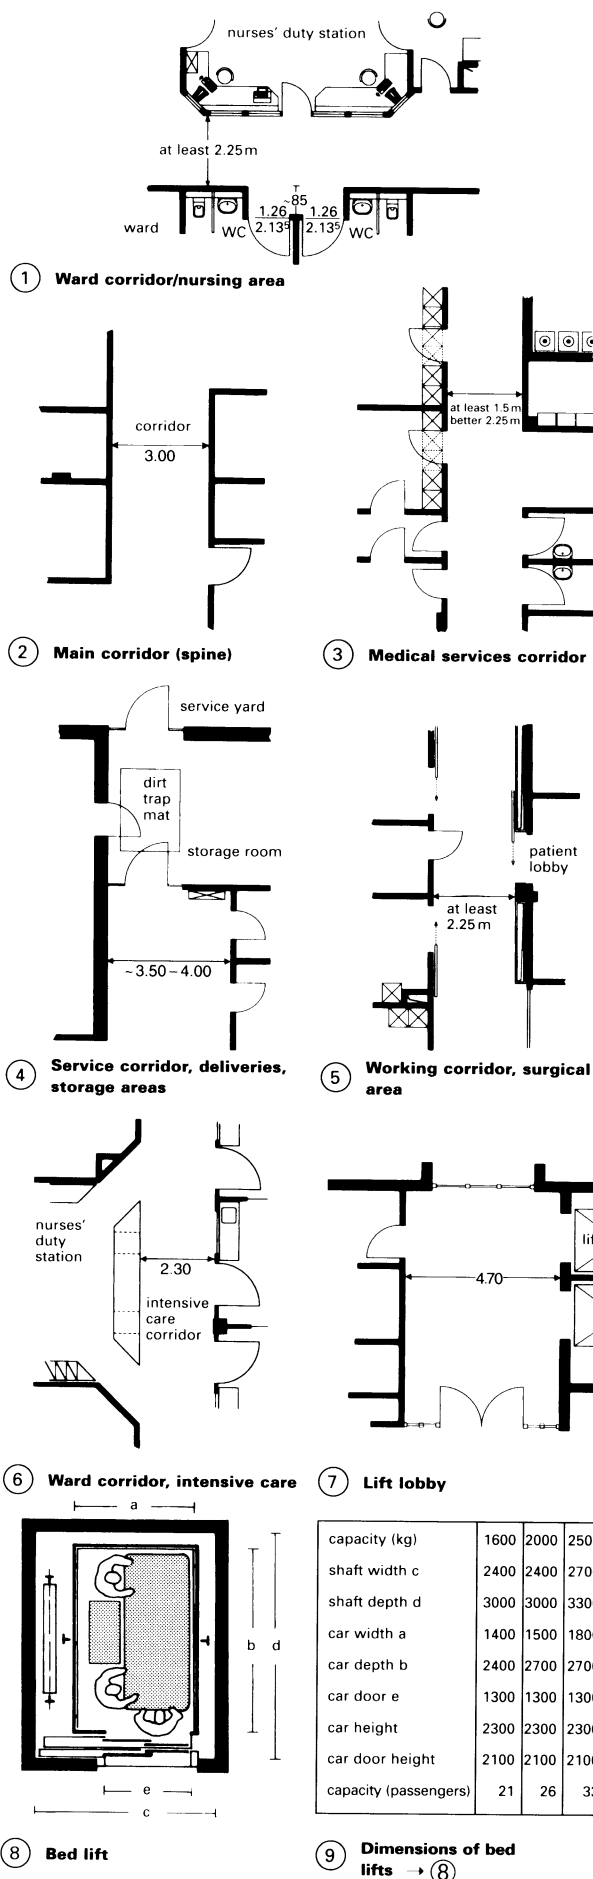 nurses' duty station
at least 2.25 m
~85
1.26 1.26
2.13⁵ 2.13⁵
ward
WC
WC
1 Ward corridor/nursing area
corridor
3.00
2 Main corridor (spine)
at least 1.5 m
better 2.25 m
3 Medical services corridor
service yard
dirt
trap
mat
storage room
~3.50–4.00
4 Service corridor, deliveries,
storage areas
patient
lobby
at least
2.25 m
5 Working corridor, surgical
area
nurses'
duty
station
2.30
intensive
care
corridor
6 Ward corridor, intensive care
4.70
7 Lift lobby
a
b
d
e
c
8 Bed lift
capacity (kg) 1600 2000
shaft width c 2400 2400
shaft depth d 3000 3000
car width a 1400 1500
car depth b 2400 2700
car door e 1300 1300
car height 2300 2300
car door height 2100 2100
capacity (passengers) 21 26
9 Dimensions of bed
lifts → 8